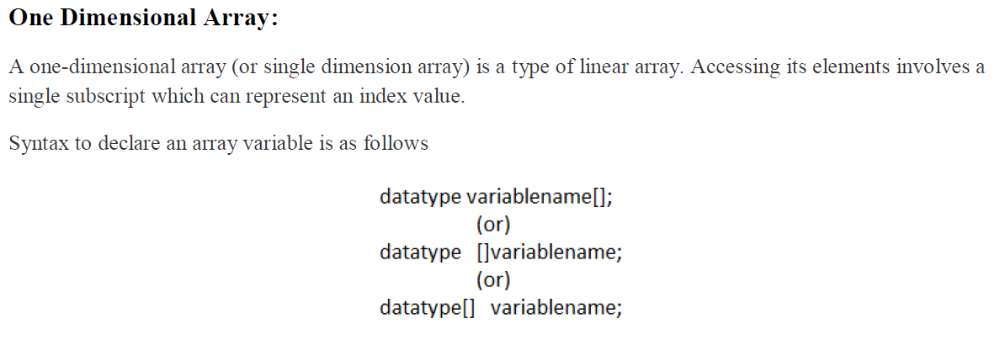 One Dimensional Array:
A one-dimensional array (or single dimension array) is a type of linear array. Accessing its elements involves a
single subscript which can represent an index value.
Syntax to declare an array variable is as follows
datatype variablename[];
(or)
datatype []variablename;
(or)
datatype[] variablename;